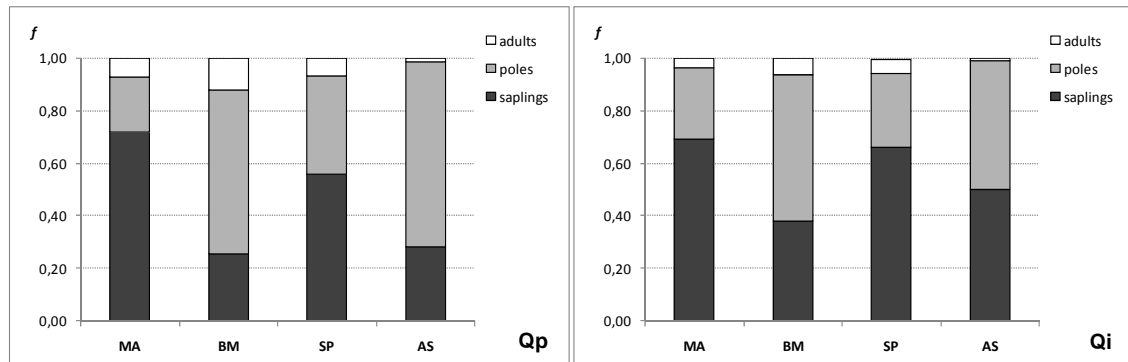 f
adults
poles
saplings
1,00
0,80
0,60
0,40
0,20
0,00
MA BM SP AS
Qp
f
adults
poles
saplings
1,00
0,80
0,60
0,40
0,20
0,00
MA BM SP AS
Qi